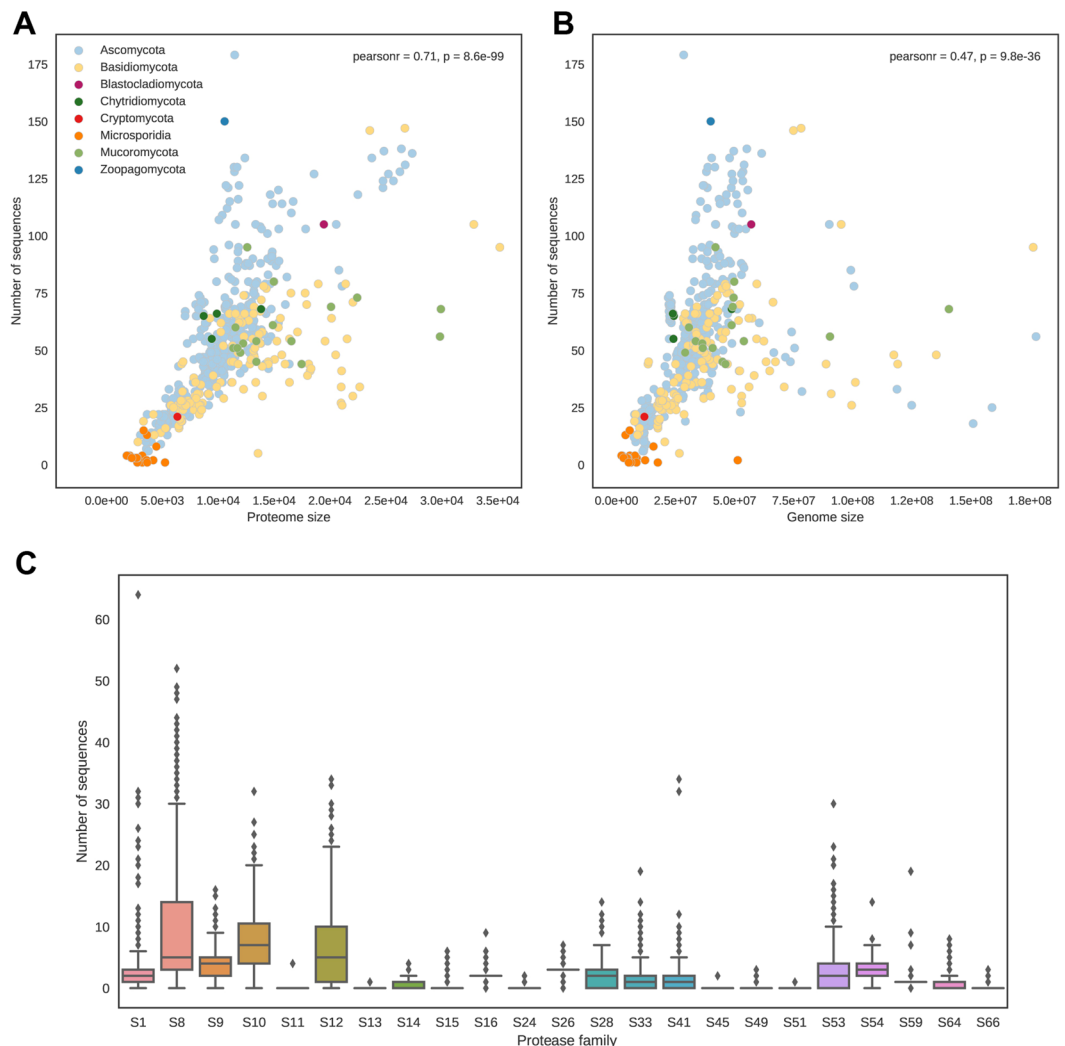 A
B
Ascomycota
Basidiomycota
Blastocladiomycota
Chytridiomycota
Cryptomycota
Microsporidia
Mucoromycota
Zoopagomycota
pearsonr = 0.71, p = 8.6e-99
pearsonr = 0.47, p = 9.8e-36
Number of sequences
175
150
125
100
75
50
25
0
0.0e+00 5.0e+03 1.0e+04 1.5e+04 2.0e+04 2.5e+04 3.0e+04 3.5e+04
Proteome size
Number of sequences
175
150
125
100
75
50
25
0
0.0e+00 2.5e+07 5.0e+07 7.5e+07 1.0e+08 1.2e+08 1.5e+08 1.8e+08
Genome size
C
Number of sequences
60
50
40
30
20
10
0
S1 S8 S9 S10 S11 S12 S13 S14 S15 S16 S24 S26 S28 S33 S41 S45 S49 S51 S53 S54 S59 S64 S66
Protease family